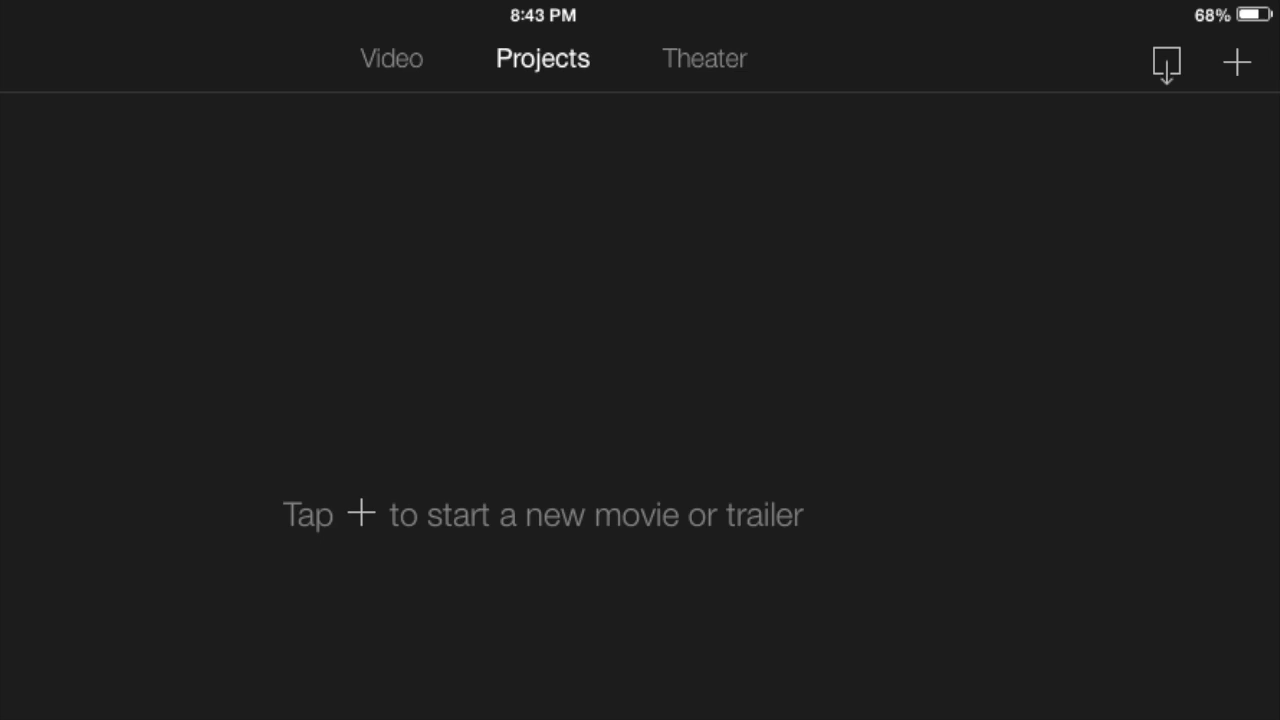 8:43 PM 68%
Video Projects Theater
Tap + to start a new movie or trailer